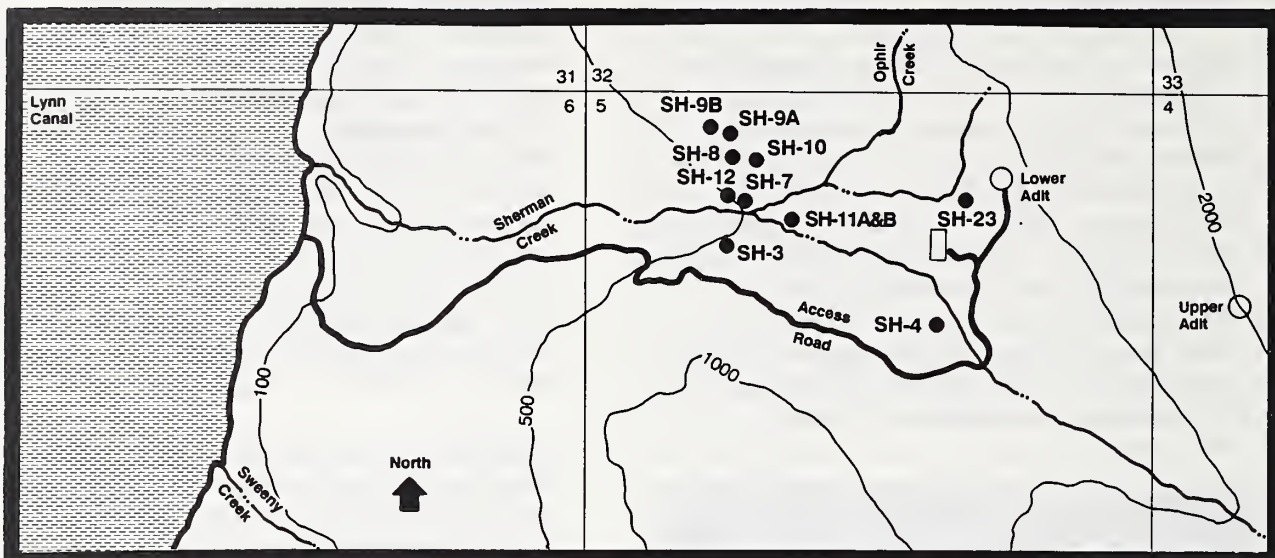 Lynn
Canal
31 32
6 5
33
4
Ophir
Creek
SH-9B
SH-9A
SH-8
SH-10
SH-12
SH-7
Sherman
Creek
SH-11A&B
SH-23
Lower
Adit
SH-3
2000
Upper
Adit
Access
Road
SH-4
100
500
1000
North
Sweeny
Creek